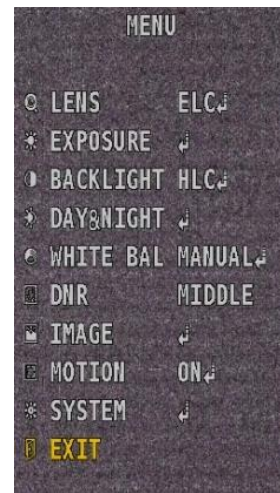 MENU
LENS ELC↲
EXPOSURE ↲
BACKLIGHT HLC↲
DAY&NIGHT ↲
WHITE BAL MANUAL↲
DNR MIDDLE
IMAGE ↲
MOTION ON↲
SYSTEM ↲
EXIT